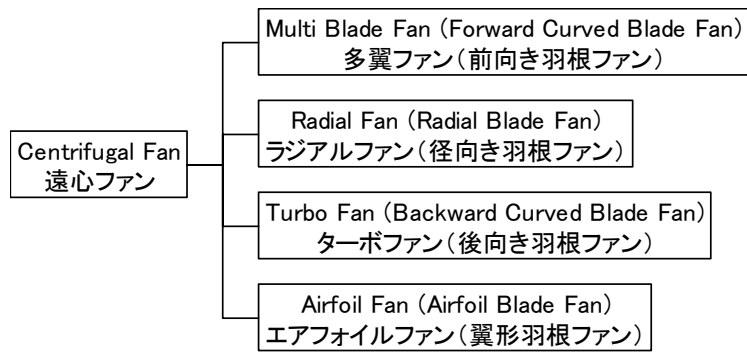 Multi Blade Fan (Forward Curved Blade Fan)
多翼ファン(前向き羽根ファン)
Radial Fan (Radial Blade Fan)
ラジアルファン(径向き羽根ファン)
Centrifugal Fan
遠心ファン
Turbo Fan (Backward Curved Blade Fan)
ターボファン(後向き羽根ファン)
Airfoil Fan (Airfoil Blade Fan)
エアフォイルファン(翼形羽根ファン)